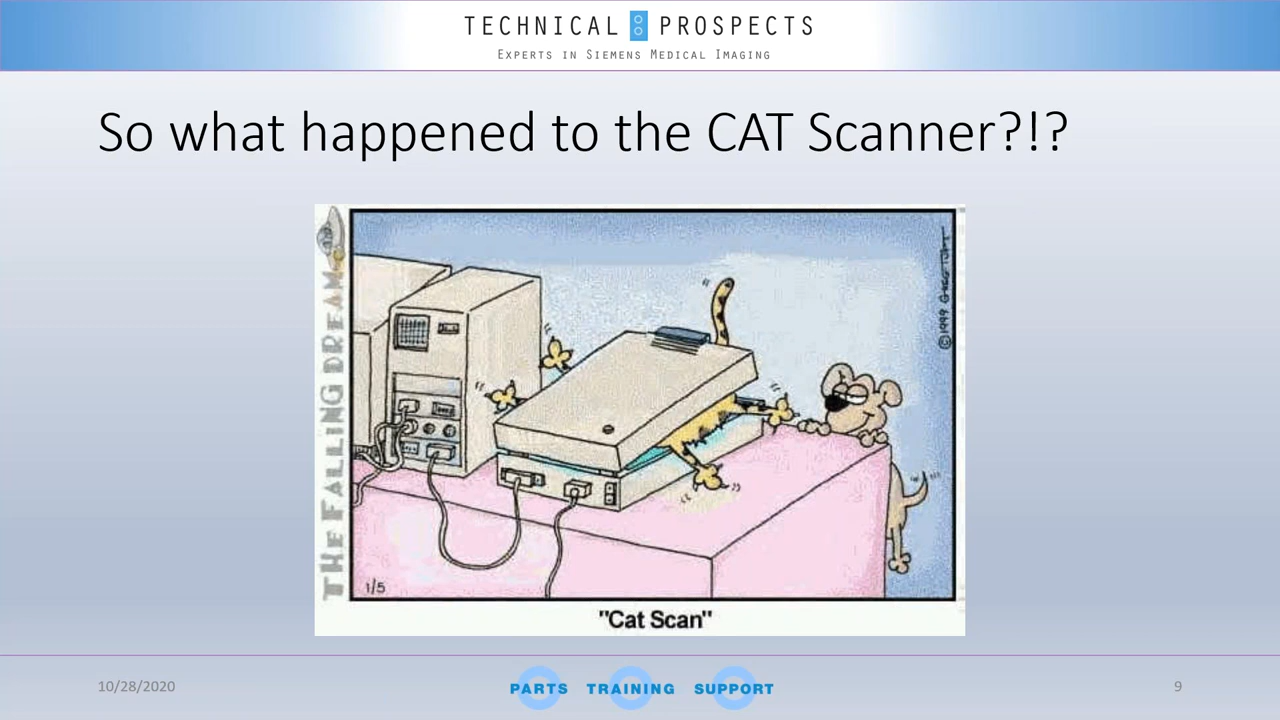 TECHNICAL PROSPECTS
EXPERTS IN SIEMENS MEDICAL IMAGING
So what happened to the CAT Scanner?!?
THE FALLING DREAM
©1999
1/5
"Cat Scan"
10/28/2020
PARTS TRAINING SUPPORT
9